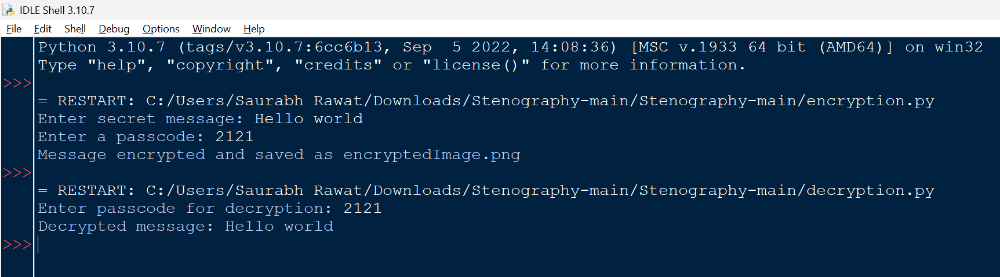 IDLE Shell 3.10.7
File Edit Shell Debug Options Window Help
Python 3.10.7 (tags/v3.10.7:6cc6b13, Sep  5 2022, 14:08:36) [MSC v.1933 64 bit (AMD64)] on win32
Type "help", "copyright", "credits" or "license()" for more information.
>>>
= RESTART: C:/Users/Saurabh Rawat/Downloads/Stenography-main/Stenography-main/encryption.py
Enter secret message: Hello world
Enter a passcode: 2121
Message encrypted and saved as encryptedImage.png
>>>
= RESTART: C:/Users/Saurabh Rawat/Downloads/Stenography-main/Stenography-main/decryption.py
Enter passcode for decryption: 2121
Decrypted message: Hello world
>>>